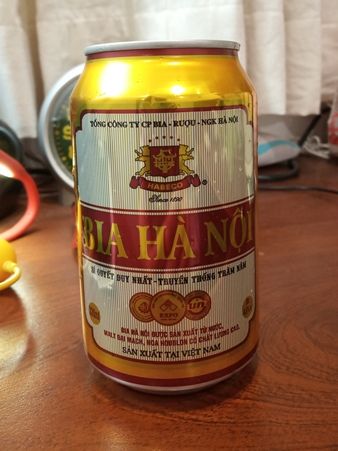 TỔNG CÔNG TY CP BIA - RƯỢU - NGK HÀ NỘI
HABECO
Since 1890
BIA HÀ NỘI
BÍ QUYẾT DUY NHẤT - TRUYỀN THỐNG TRĂM NĂM
EXPO
BIA HÀ NỘI ĐƯỢC SẢN XUẤT TỪ NƯỚC,
MALT ĐẠI MẠCH, HOA HOUBLON CÓ CHẤT LƯỢNG CAO.
SẢN XUẤT TẠI VIỆT NAM